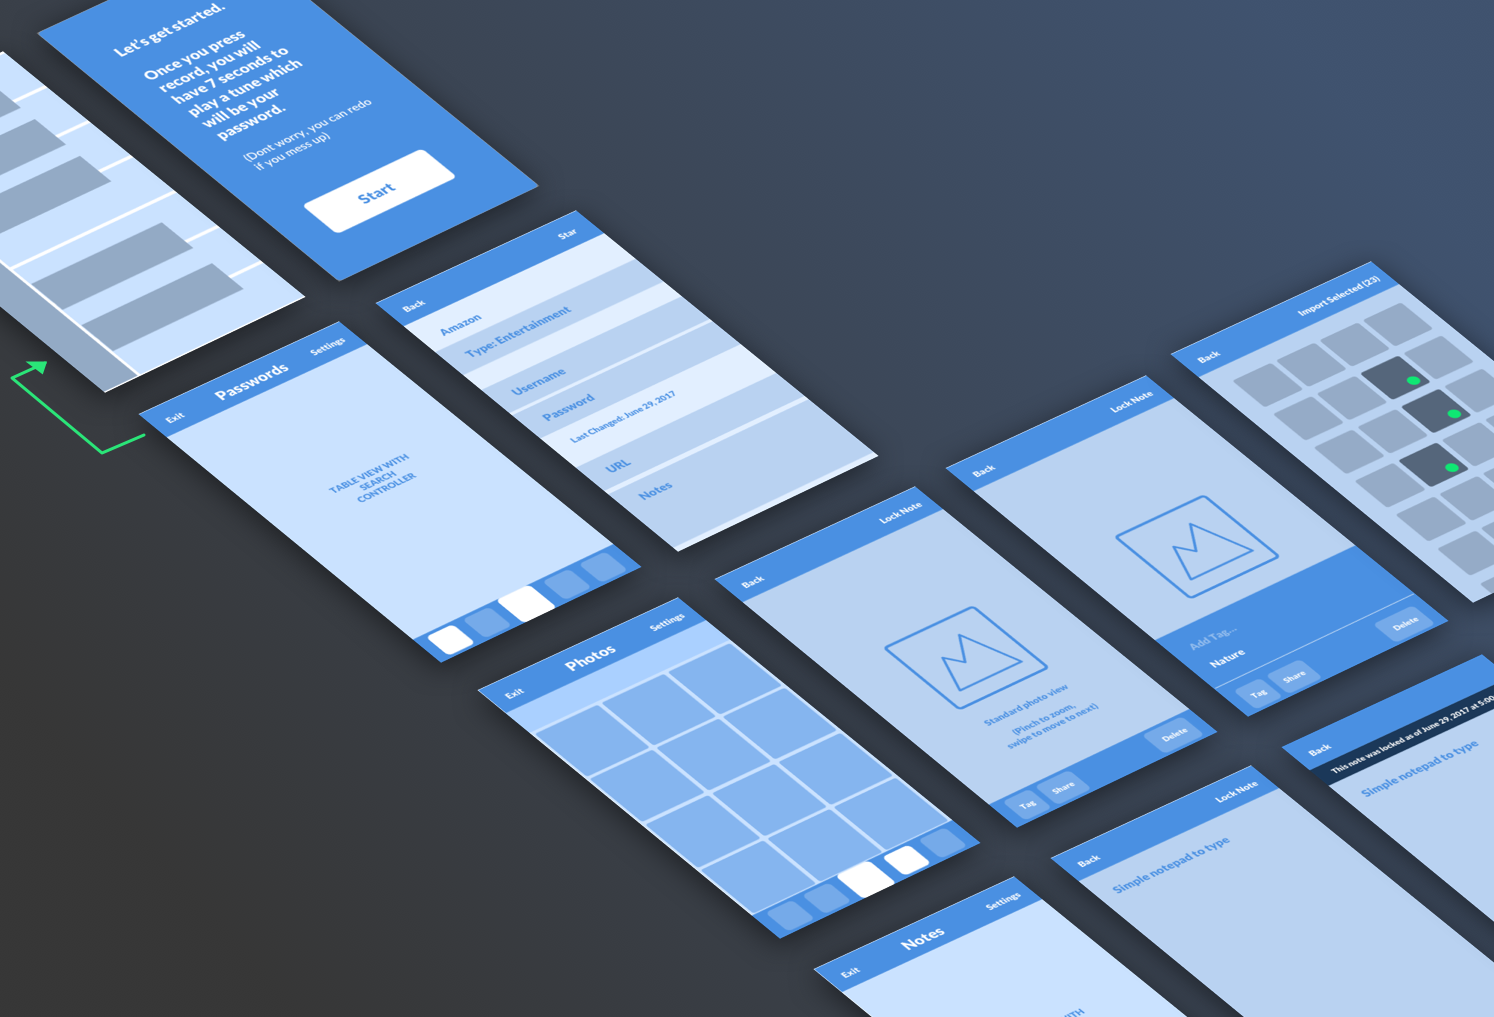 Let's get started.
Once you press
record, you will
have 7 seconds to
play a tune which
will be your
password.
(Dont worry, you can redo
if you mess up)
Start
Back
Star
Amazon
Type: Entertainment
Username
Password
Last Changed: June 29, 2017
URL
Notes
Exit
Passwords
Settings
TABLE VIEW WITH
SEARCH
CONTROLLER
Back
Import Selected (23)
Back
Lock Note
Add Tag...
Nature
Tag
Share
Delete
Back
Lock Note
Standard photo view
(Pinch to zoom,
swipe to move to next)
Tag
Share
Delete
Exit
Photos
Settings
Back
This note was locked as of June 29, 2017 at 5:00
Simple notepad to type
Back
Lock Note
Simple notepad to type
Exit
Notes
Settings